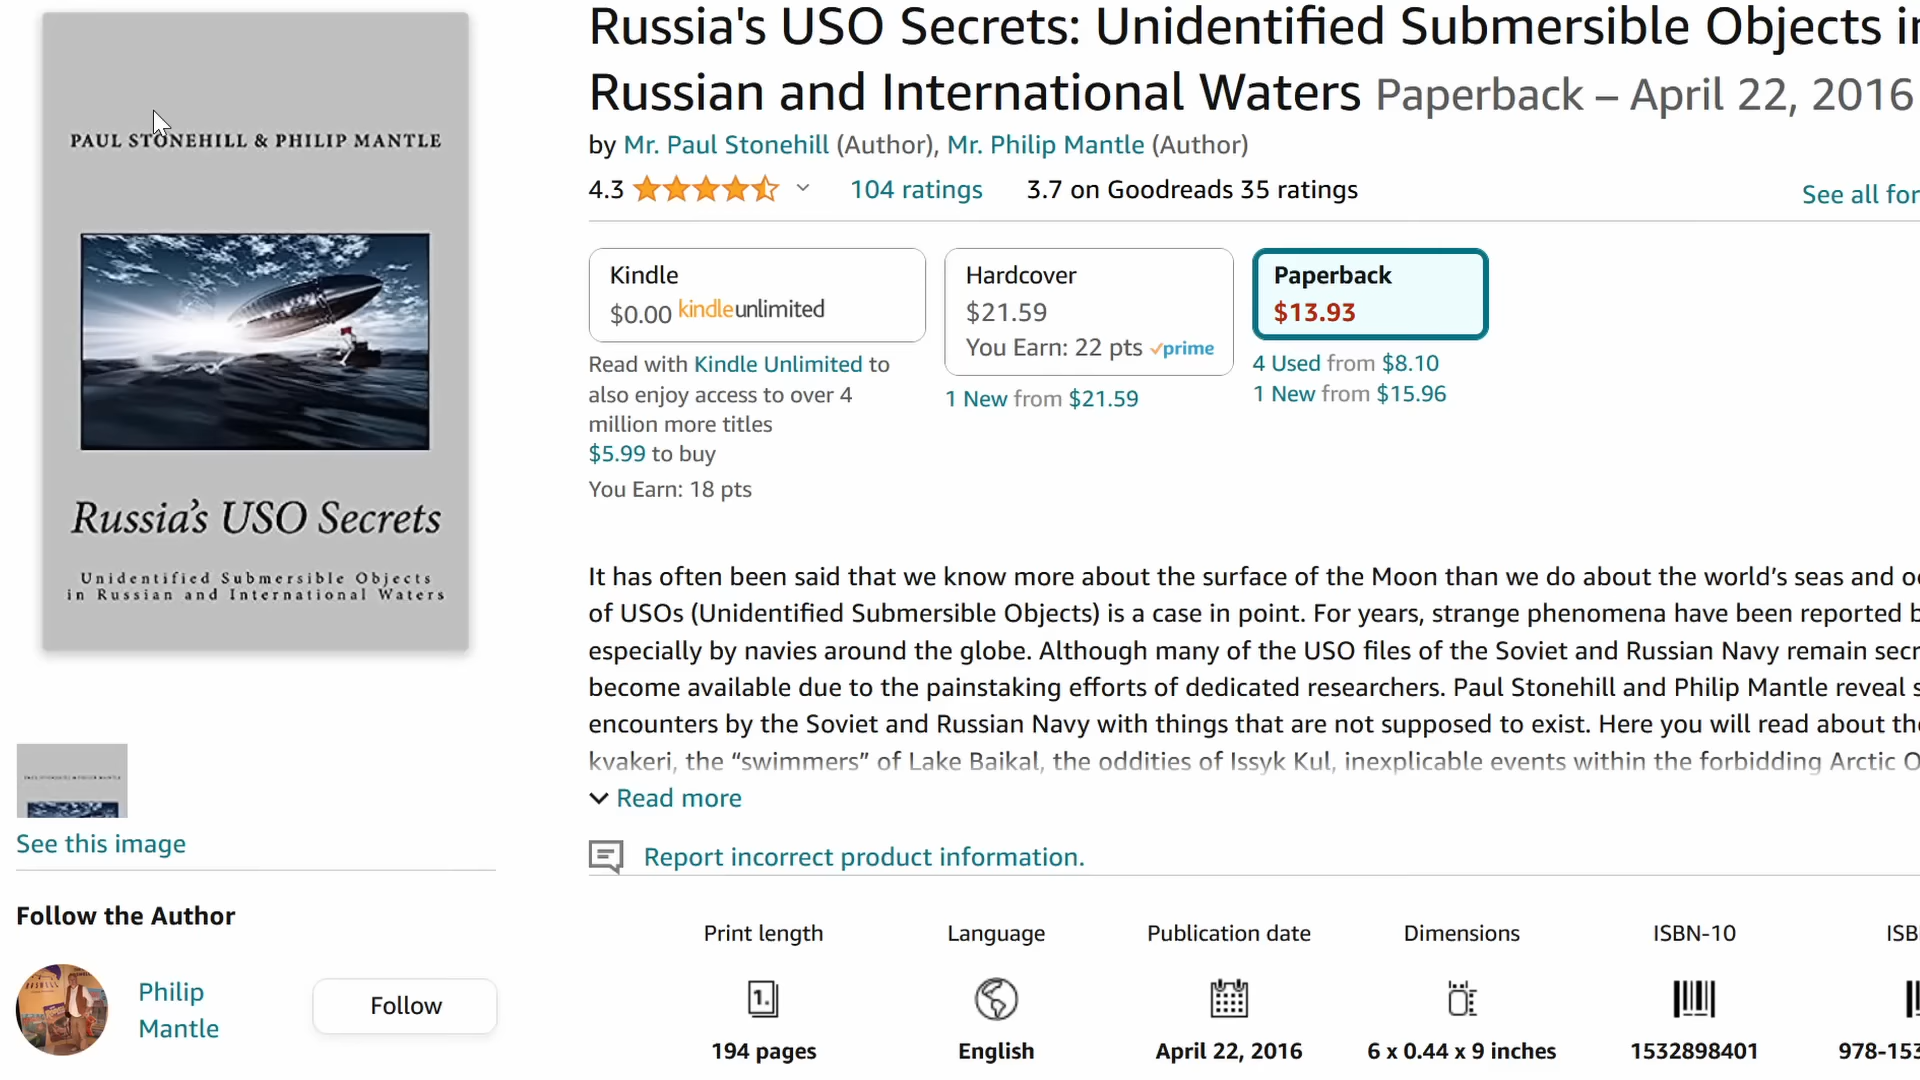 PAUL STONEHILL & PHILIP MANTLE
Russia's USO Secrets
Unidentified Submersible Objects
in Russian and International Waters
See this image
Follow the Author
Philip
Mantle
Follow
Russia's USO Secrets: Unidentified Submersible Objects in
Russian and International Waters Paperback – April 22, 2016
by Mr. Paul Stonehill (Author), Mr. Philip Mantle (Author)
4.3 104 ratings 3.7 on Goodreads 35 ratings
See all for
Kindle
$0.00 kindleunlimited
Read with Kindle Unlimited to
also enjoy access to over 4
million more titles
$5.99 to buy
You Earn: 18 pts
Hardcover
$21.59
You Earn: 22 pts prime
1 New from $21.59
Paperback
$13.93
4 Used from $8.10
1 New from $15.96
It has often been said that we know more about the surface of the Moon than we do about the world’s seas and
of USOs (Unidentified Submersible Objects) is a case in point. For years, strange phenomena have been reported
especially by navies around the globe. Although many of the USO files of the Soviet and Russian Navy remain
become available due to the painstaking efforts of dedicated researchers. Paul Stonehill and Philip Mantle reveal
encounters by the Soviet and Russian Navy with things that are not supposed to exist. Here you will read about
kvakeri, the “swimmers” of Lake Baikal, the oddities of Issyk Kul, inexplicable events within the forbidding Arctic
Read more
Report incorrect product information.
Print length
1.
194 pages
Language
English
Publication date
April 22, 2016
Dimensions
6 x 0.44 x 9 inches
ISBN-10
1532898401
ISB
978-153